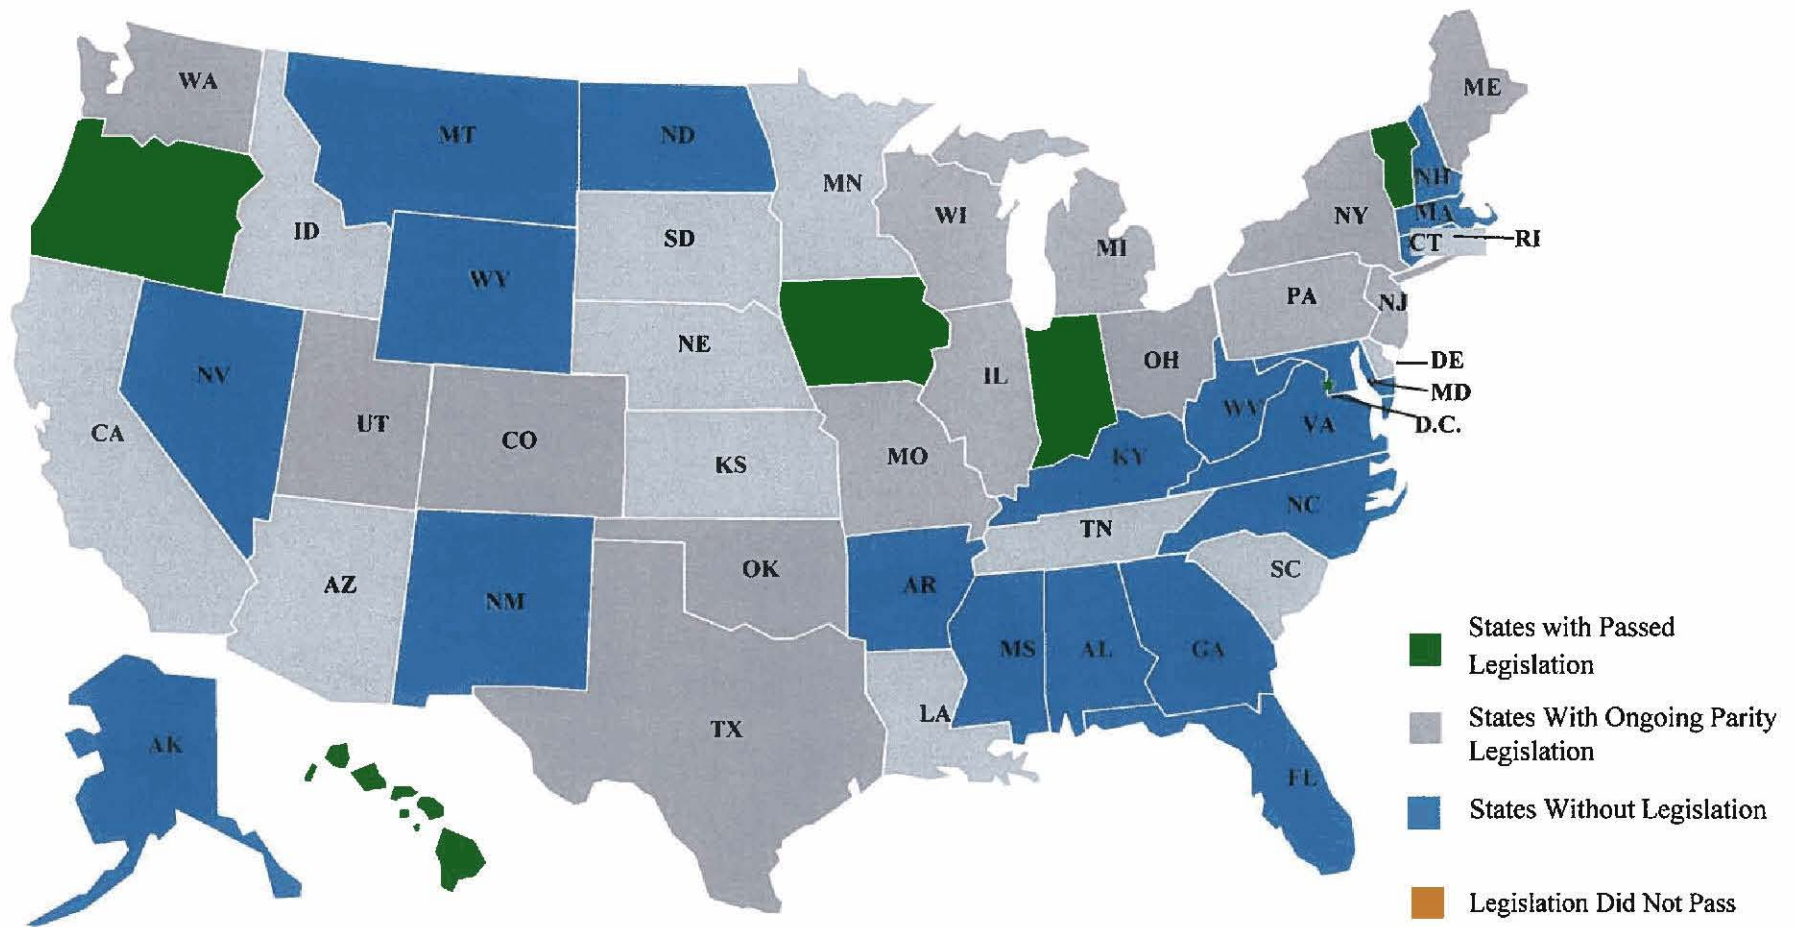 WA
ME
MT
ND
MN
NH
WI
NY
MA
ID
SD
MI
CT
RI
WY
PA
NJ
NE
OH
DE
NV
IL
MD
WV
D.C.
UT
CO
VA
CA
MO
KY
KS
NC
TN
AZ
OK
SC
AR
NM
MS
AL
GA
LA
TX
AK
FL
States with Passed
Legislation
States With Ongoing Parity
Legislation
States Without Legislation
Legislation Did Not Pass